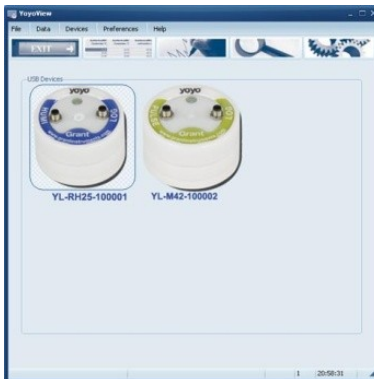 YoyoView
File Data Devices Preferences Help
EXIT
USB Devices
yoyo yoyo
Grant Grant
YL-RH25-100001 YL-M42-100002
1 20:58:31